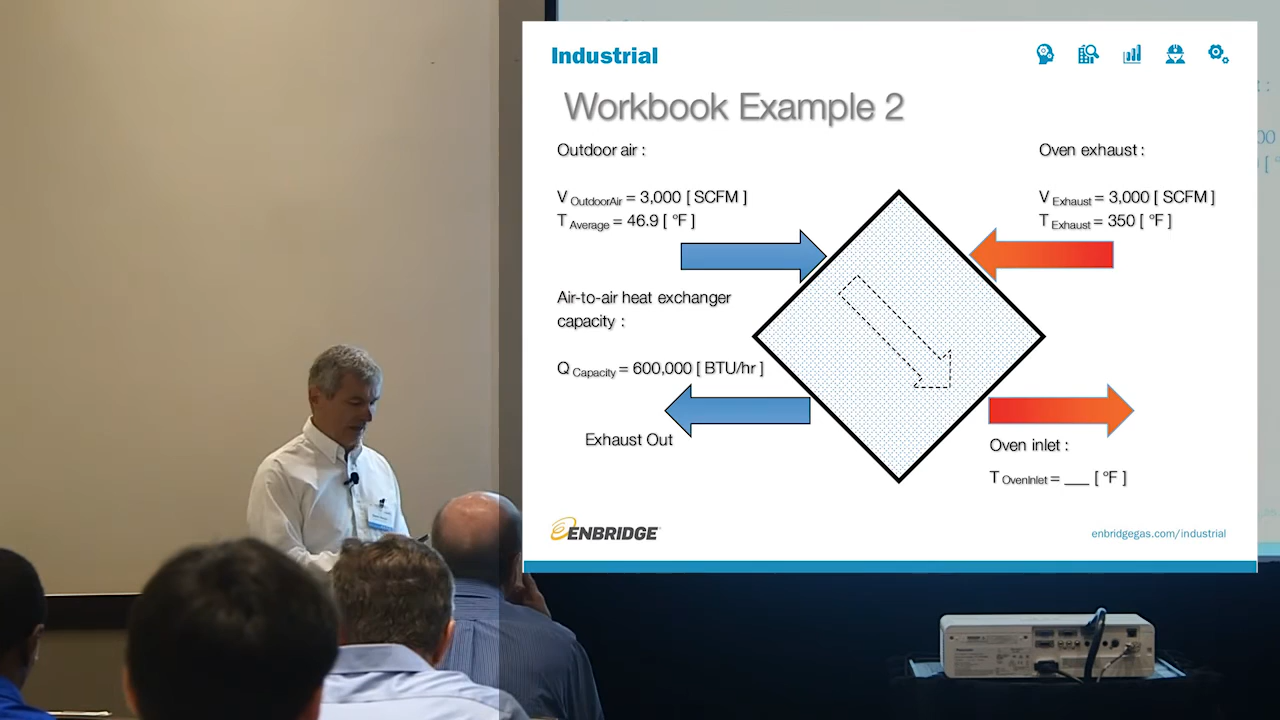 Industrial
Workbook Example 2
Outdoor air :
V OutdoorAir = 3,000 [ SCFM ]
T Average = 46.9 [ °F ]
Oven exhaust :
V Exhaust = 3,000 [ SCFM ]
T Exhaust = 350 [ °F ]
Air-to-air heat exchanger
capacity :
Q Capacity = 600,000 [ BTU/hr ]
Exhaust Out
Oven inlet :
T OvenInlet = ___ [ °F ]
ENBRIDGE
enbridgegas.com/industrial